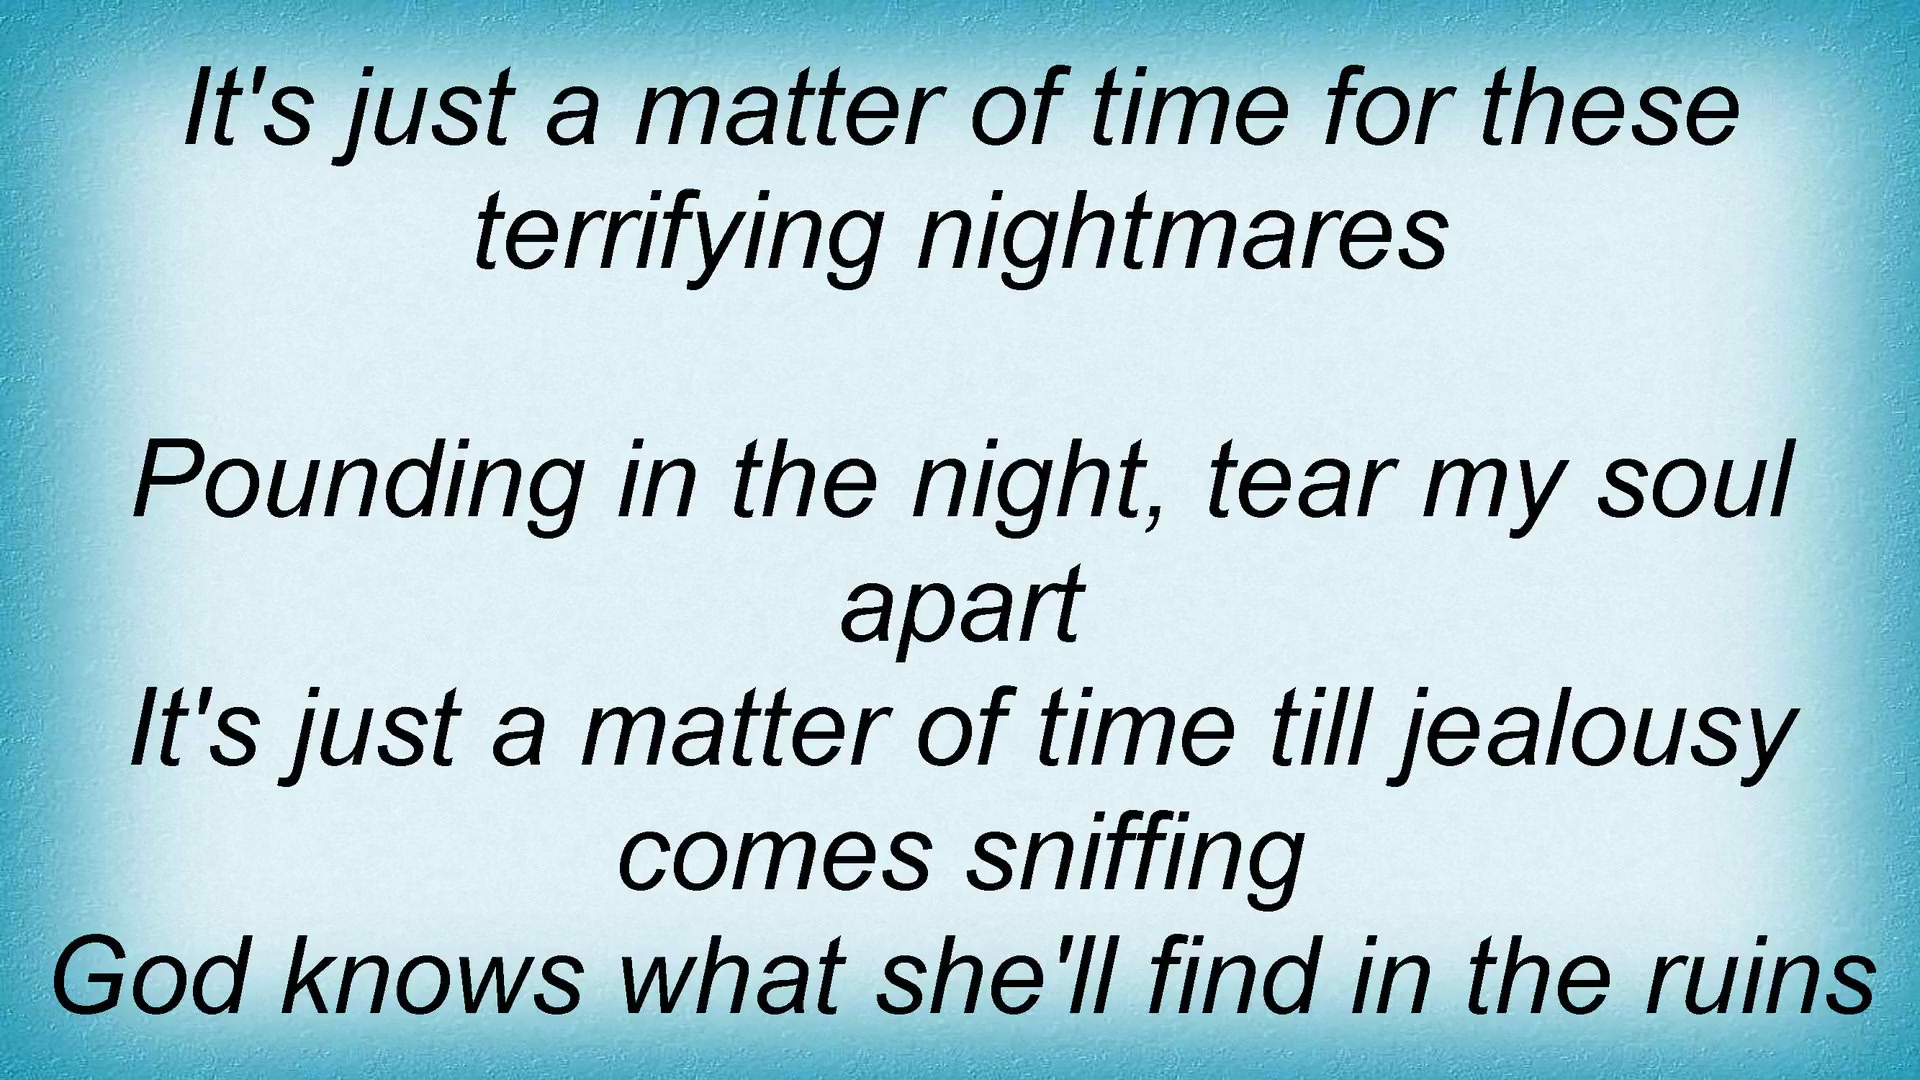 It's just a matter of time for these
terrifying nightmares
Pounding in the night, tear my soul
apart
It's just a matter of time till jealousy
comes sniffing
God knows what she'll find in the ruins